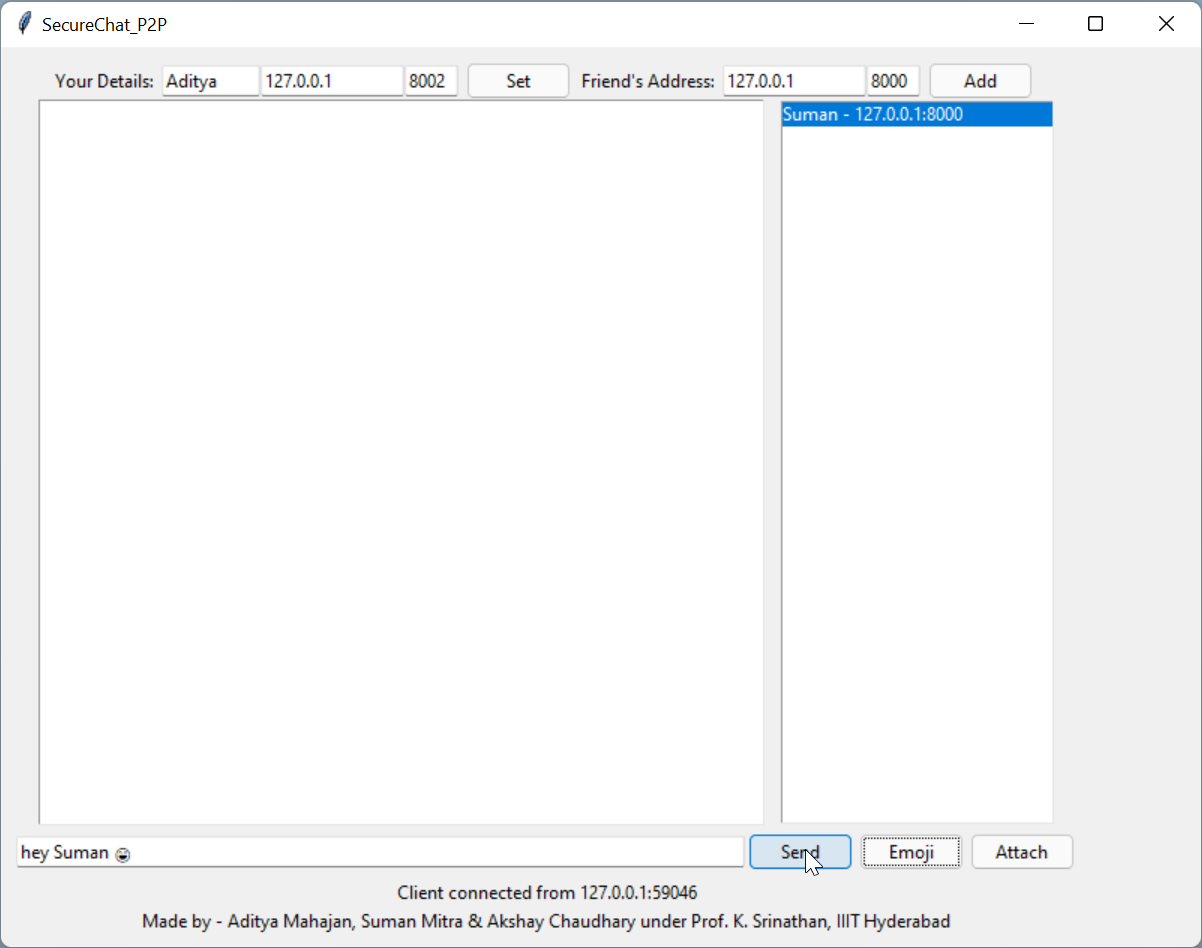 SecureChat_P2P
Your Details: Aditya 127.0.0.1 8002 Set Friend's Address: 127.0.0.1 8000 Add
Suman - 127.0.0.1:8000
hey Suman 😄 Send Emoji Attach
Client connected from 127.0.0.1:59046
Made by - Aditya Mahajan, Suman Mitra & Akshay Chaudhary under Prof. K. Srinathan, IIIT Hyderabad